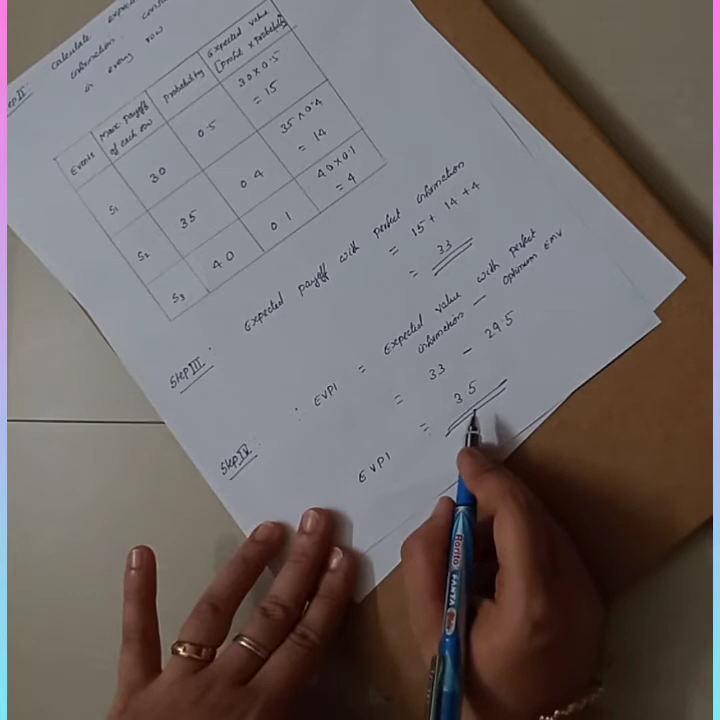 Step II
calculate
information.
in every row
Events
Max. payoff of each row
probability
Expected value [profit x probability]
S1
30
0.5
30 x 0.5 = 15
S2
35
0.4
35 x 0.4 = 14
S3
40
0.1
40 x 0.1 = 4
Step III :
Expected payoff with perfect information
= 15 + 14 + 4
= 33
Step IV :
EVPI = Expected value with perfect
information - optimum EMV
= 33 - 29.5
EVPI = 3.5
Rorito FANTA